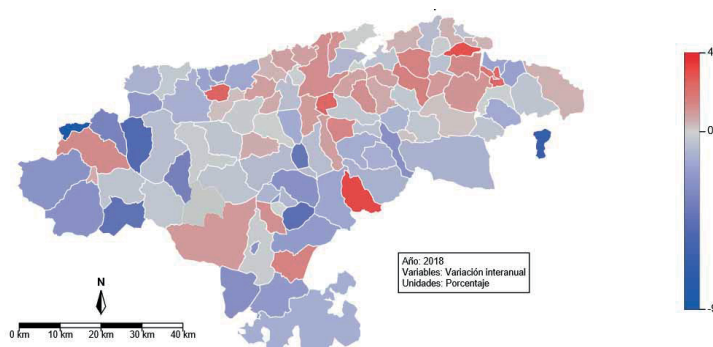 4
0
-9
Año: 2018
Variables: Variación interanual
Unidades: Porcentaje
N
0 km 10 km 20 km 30 km 40 km